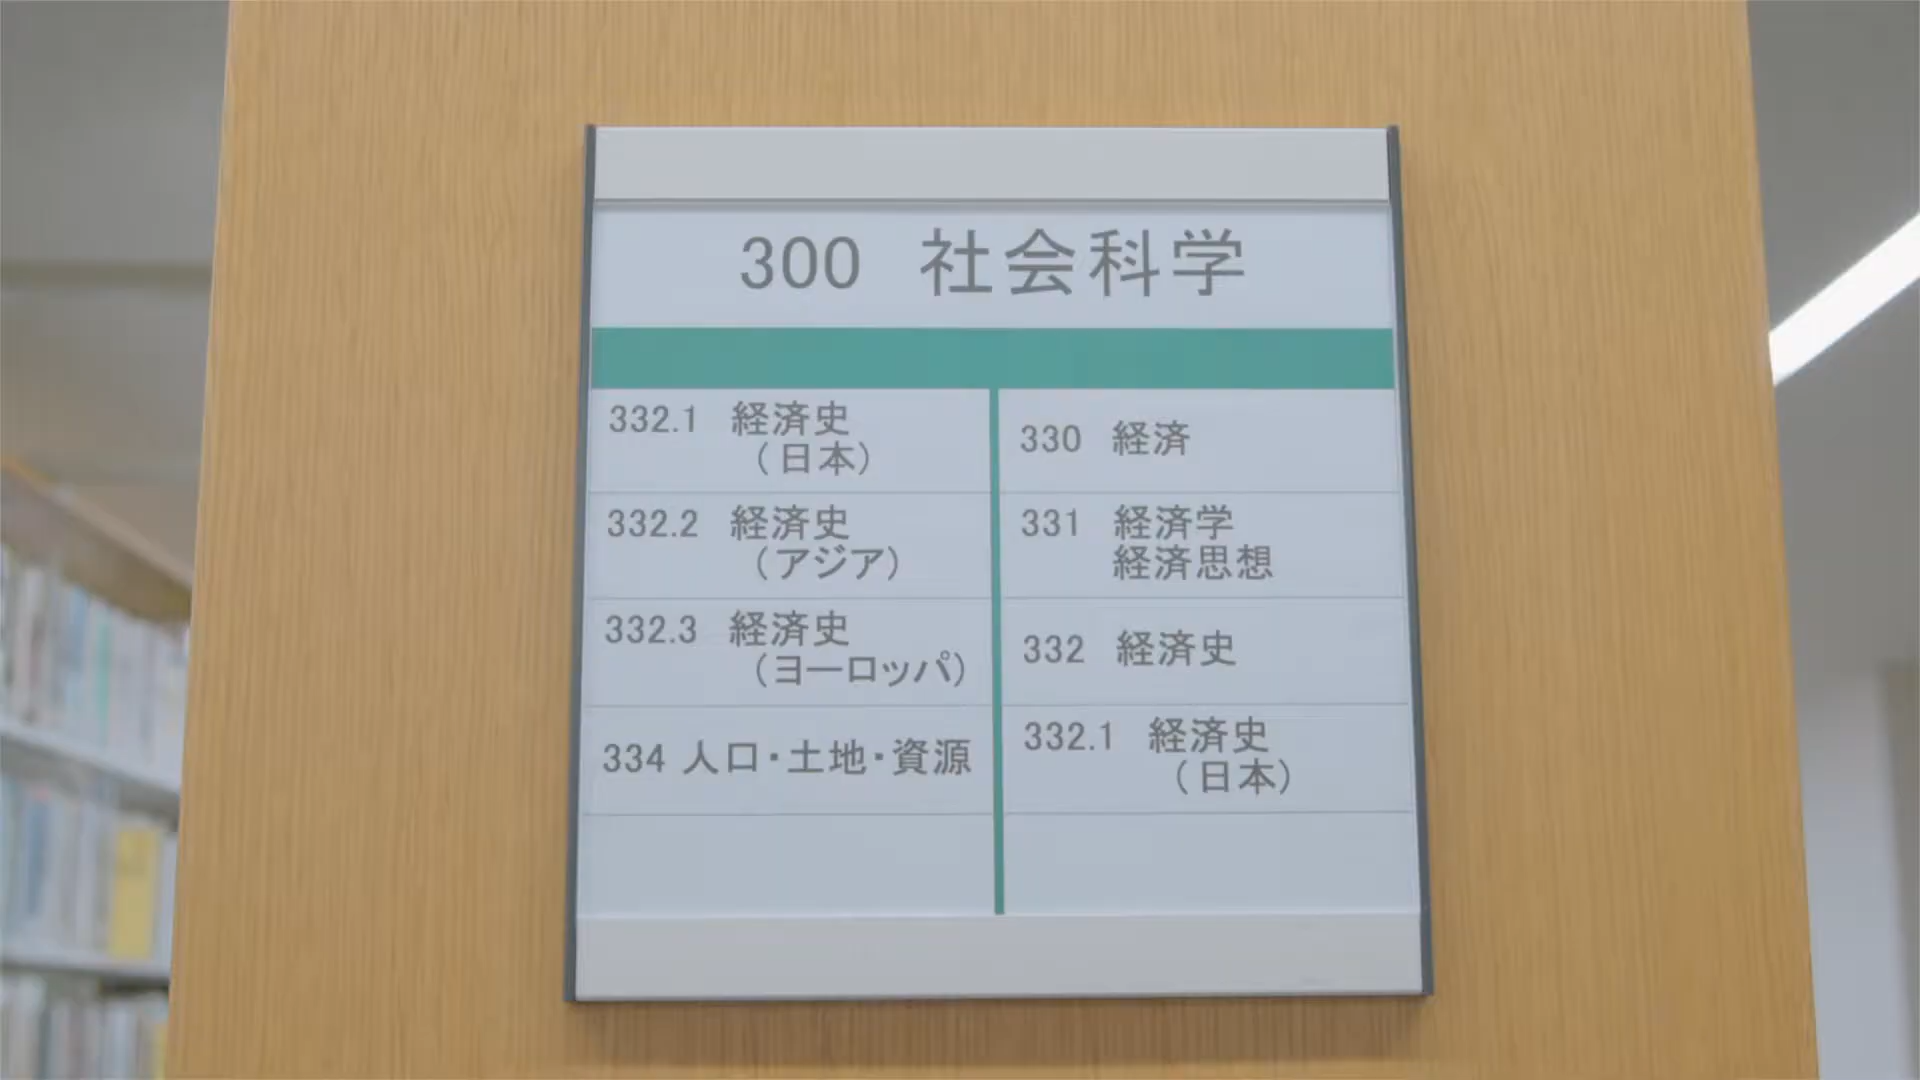 300 社会科学
332.1 経済史
（日本）
332.2 経済史
（アジア）
332.3 経済史
（ヨーロッパ）
334 人口・土地・資源
330 経済
331 経済学
経済思想
332 経済史
332.1 経済史
（日本）